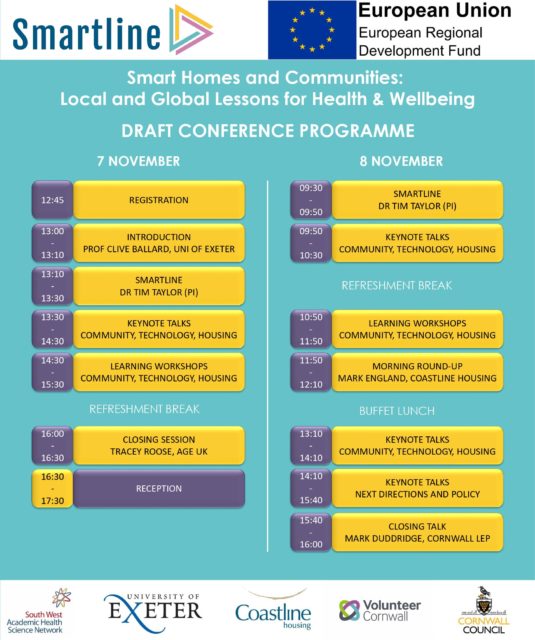 Smartline
European Union
European Regional
Development Fund
Smart Homes and Communities:
Local and Global Lessons for Health & Wellbeing
DRAFT CONFERENCE PROGRAMME
7 NOVEMBER
12:45
REGISTRATION
13:00
-
13:10
INTRODUCTION
PROF CLIVE BALLARD, UNI OF EXETER
13:10
-
13:30
SMARTLINE
DR TIM TAYLOR (PI)
13:30
-
14:30
KEYNOTE TALKS
COMMUNITY, TECHNOLOGY, HOUSING
14:30
-
15:30
LEARNING WORKSHOPS
COMMUNITY, TECHNOLOGY, HOUSING
REFRESHMENT BREAK
16:00
-
16:30
CLOSING SESSION
TRACEY ROOSE, AGE UK
16:30
-
17:30
RECEPTION
8 NOVEMBER
09:30
-
09:50
SMARTLINE
DR TIM TAYLOR (PI)
09:50
-
10:30
KEYNOTE TALKS
COMMUNITY, TECHNOLOGY, HOUSING
REFRESHMENT BREAK
10:50
-
11:50
LEARNING WORKSHOPS
COMMUNITY, TECHNOLOGY, HOUSING
11:50
-
12:10
MORNING ROUND-UP
MARK ENGLAND, COASTLINE HOUSING
BUFFET LUNCH
13:10
-
14:10
KEYNOTE TALKS
COMMUNITY, TECHNOLOGY, HOUSING
14:10
-
15:40
KEYNOTE TALKS
NEXT DIRECTIONS AND POLICY
15:40
-
16:00
CLOSING TALK
MARK DUDDRIDGE, CORNWALL LEP
South West
Academic Health
Science Network
UNIVERSITY OF
EXETER
Coastline
housing
Volunteer
Cornwall
CORNWALL
COUNCIL